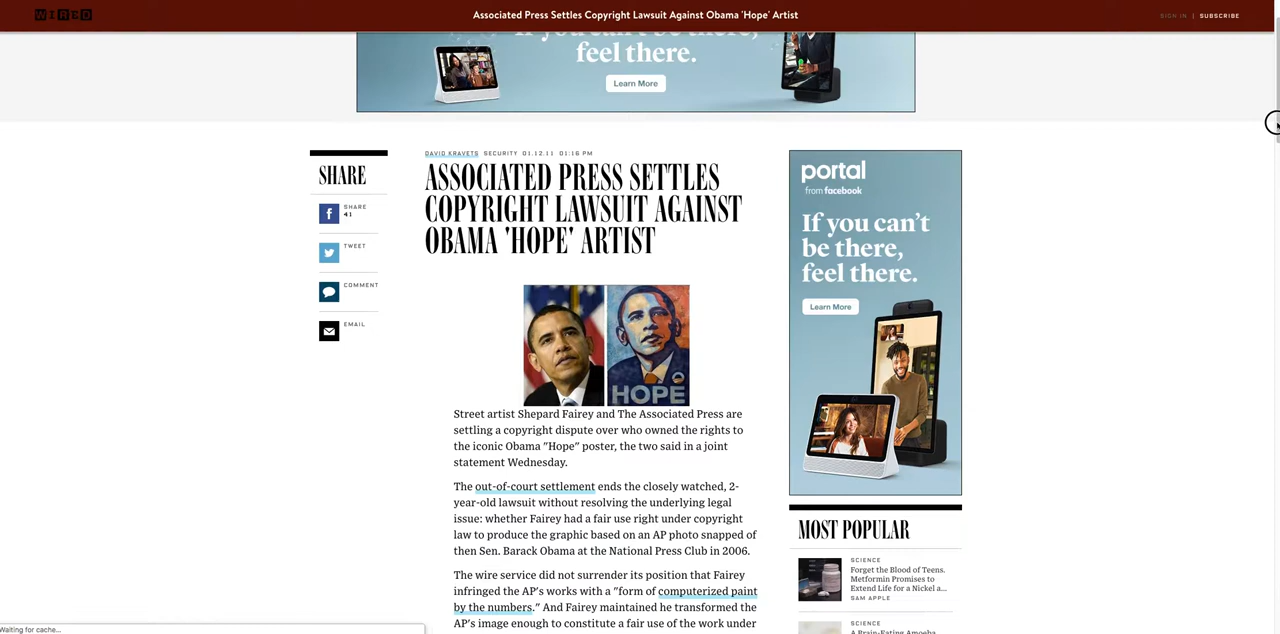 WIRED
Associated Press Settles Copyright Lawsuit Against Obama 'Hope' Artist
SIGN IN | SUBSCRIBE
feel there.
Learn More
SHARE
SHARE
41
TWEET
COMMENT
EMAIL
DAVID KRAVETS SECURITY 01.12.11 01:16 PM
ASSOCIATED PRESS SETTLES
COPYRIGHT LAWSUIT AGAINST
OBAMA 'HOPE' ARTIST
HOPE
Street artist Shepard Fairey and The Associated Press are
settling a copyright dispute over who owned the rights to
the iconic Obama "Hope" poster, the two said in a joint
statement Wednesday.
The out-of-court settlement ends the closely watched, 2-
year-old lawsuit without resolving the underlying legal
issue: whether Fairey had a fair use right under copyright
law to produce the graphic based on an AP photo snapped of
then Sen. Barack Obama at the National Press Club in 2006.
The wire service did not surrender its position that Fairey
infringed the AP's works with a "form of computerized paint
by the numbers." And Fairey maintained he transformed the
AP's image enough to constitute a fair use of the work under
portal
from facebook
If you can't
be there,
feel there.
Learn More
MOST POPULAR
SCIENCE
Forget the Blood of Teens.
Metformin Promises to
Extend Life for a Nickel a...
SAM APPLE
SCIENCE
A Brain-Eating Amoeba
Waiting for cache...